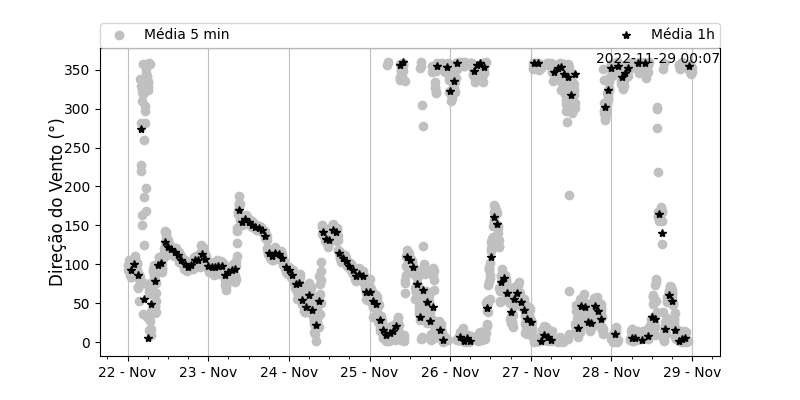 Média 5 min
Média 1h
2022-11-29 00:07
Direção do Vento (°)
350
300
250
200
150
100
50
0
22 - Nov
23 - Nov
24 - Nov
25 - Nov
26 - Nov
27 - Nov
28 - Nov
29 - Nov